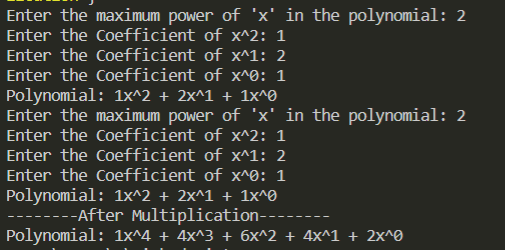 Enter the maximum power of 'x' in the polynomial: 2
Enter the Coefficient of x^2: 1
Enter the Coefficient of x^1: 2
Enter the Coefficient of x^0: 1
Polynomial: 1x^2 + 2x^1 + 1x^0
Enter the maximum power of 'x' in the polynomial: 2
Enter the Coefficient of x^2: 1
Enter the Coefficient of x^1: 2
Enter the Coefficient of x^0: 1
Polynomial: 1x^2 + 2x^1 + 1x^0
--------After Multiplication--------
Polynomial: 1x^4 + 4x^3 + 6x^2 + 4x^1 + 2x^0